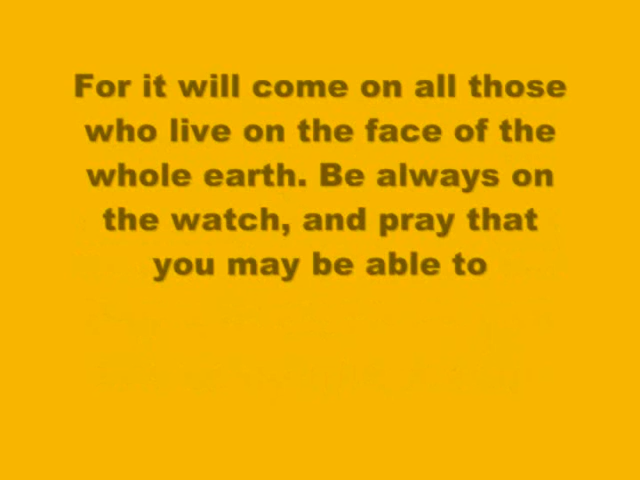 For it will come on all those
who live on the face of the
whole earth. Be always on
the watch, and pray that
you may be able to